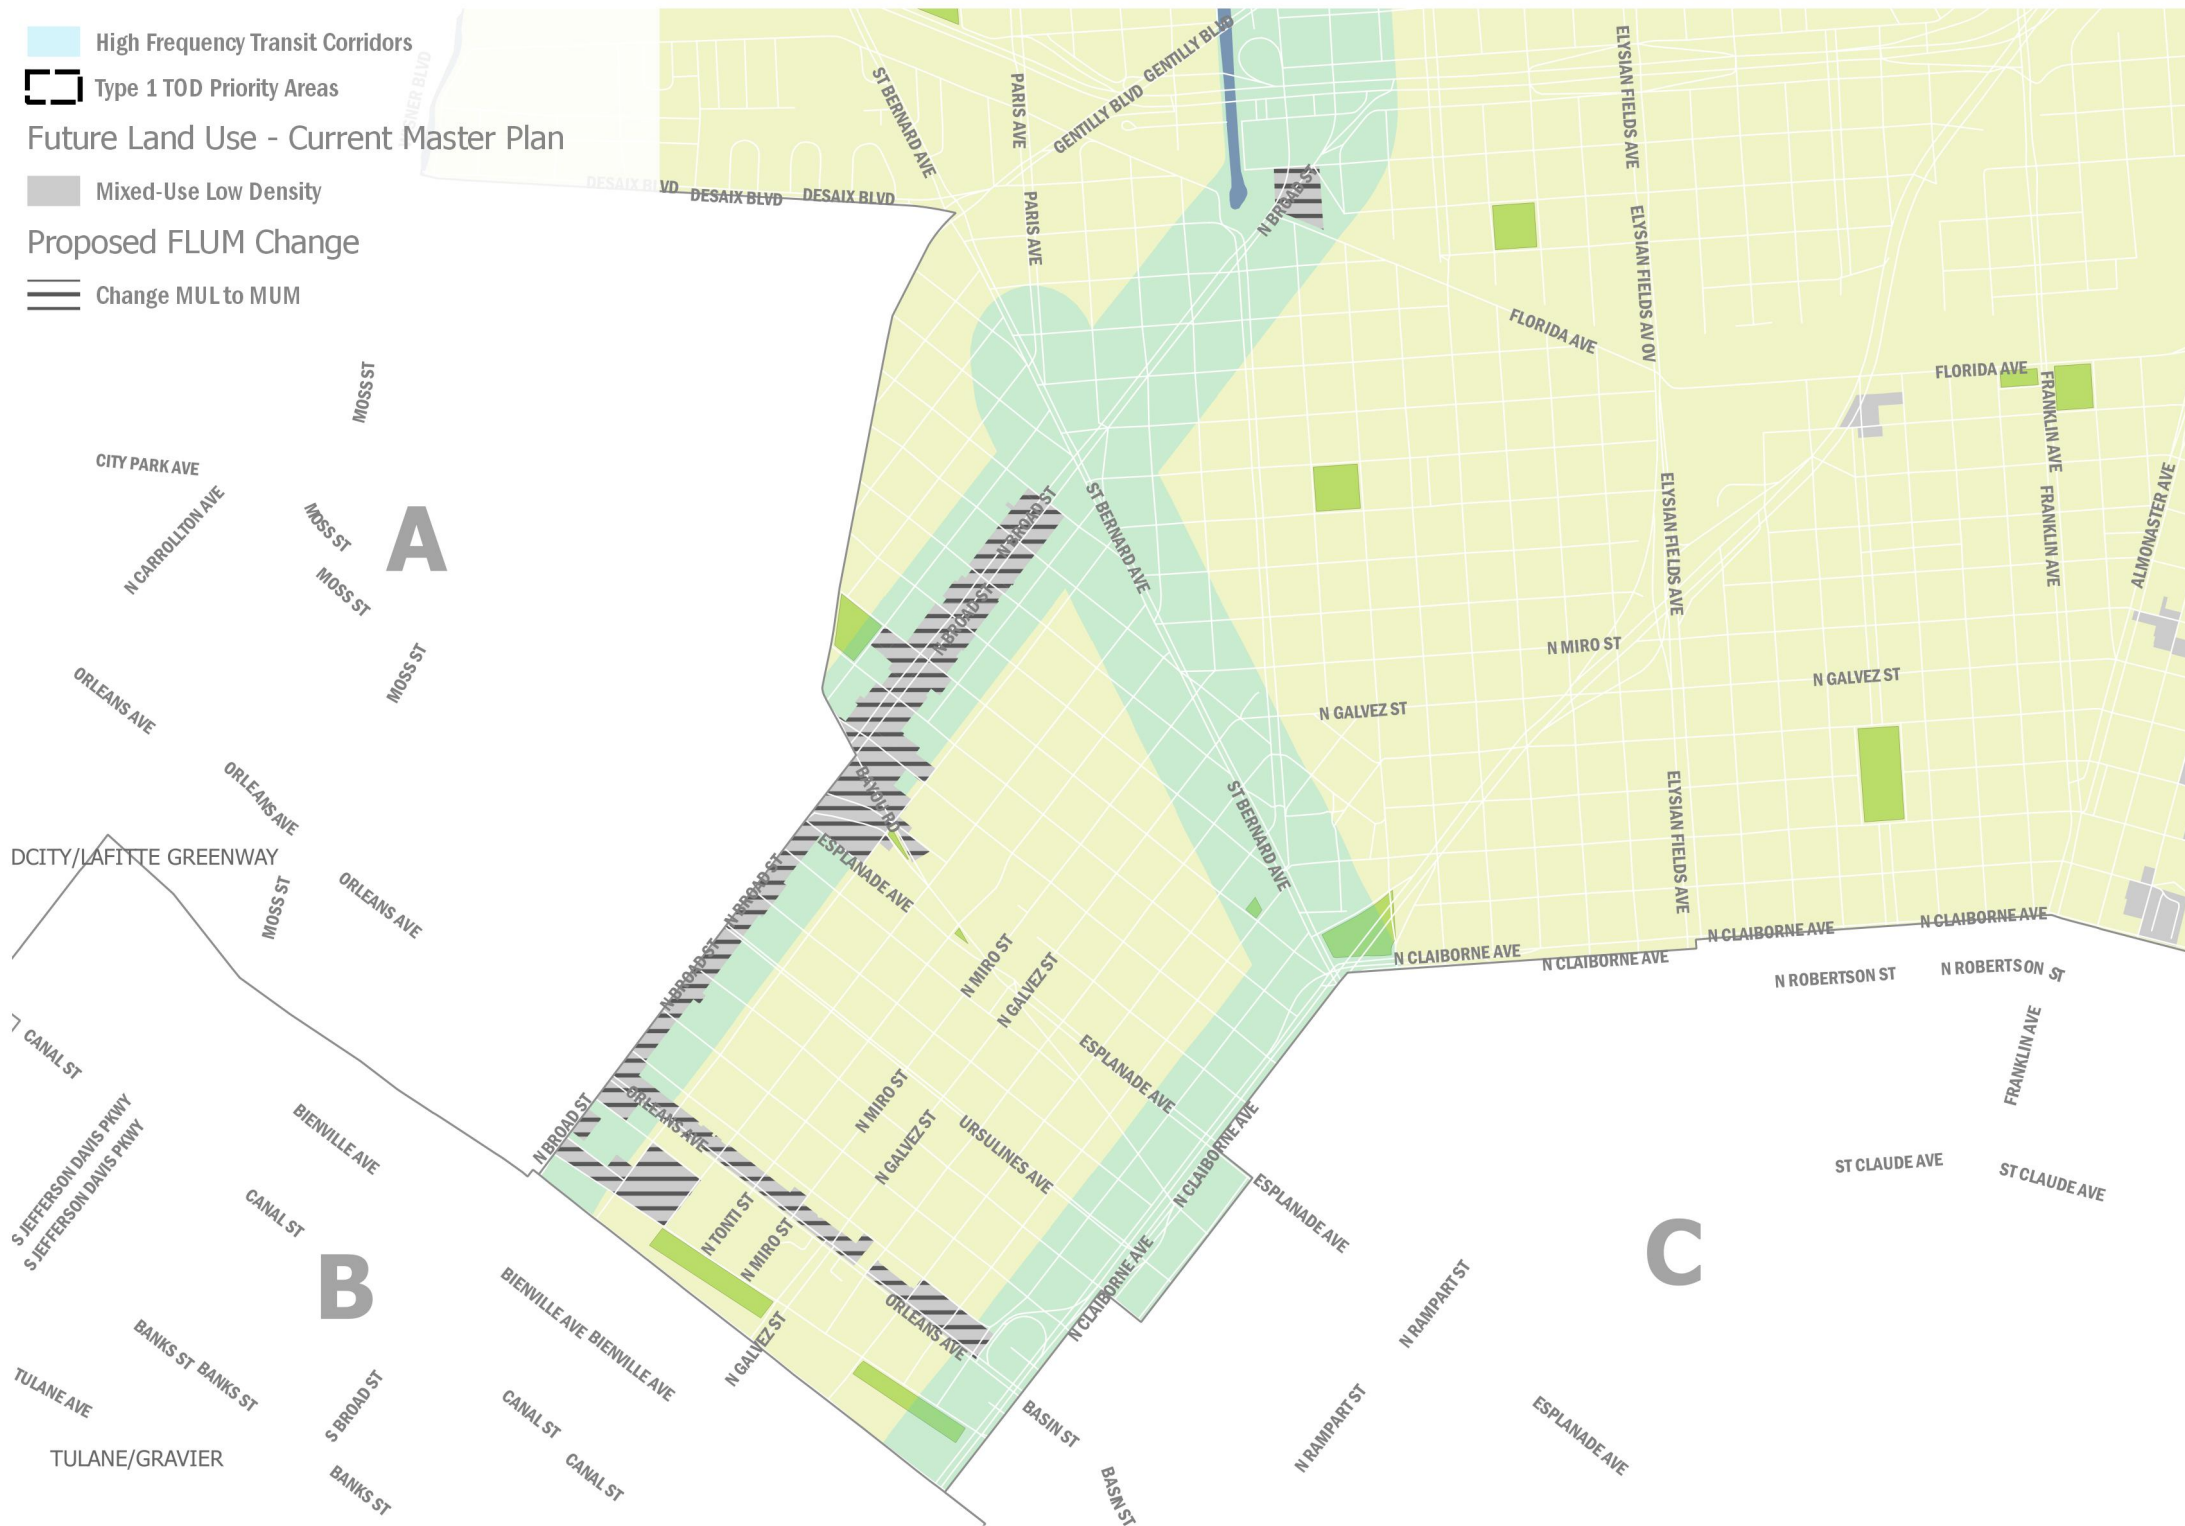 High Frequency Transit Corridors
Type 1 TOD Priority Areas
Future Land Use - Current Master Plan
Mixed-Use Low Density
Proposed FLUM Change
Change MUL to MUM
DESAIX BLVD
DESAIX BLVD
DESAIX BLVD
ST BERNARD AVE
PARIS AVE
PARIS AVE
GENTILLY BLVD
GENTILLY BLVD
N BROAD ST
ELYSIAN FIELDS AVE
ELYSIAN FIELDS AV OV
FLORIDA AVE
FLORIDA AVE
FRANKLIN AVE
FRANKLIN AVE
ALMONASTER AVE
MOSS ST
CITY PARK AVE
N CARROLLTON AVE
MOSS ST
MOSS ST
MOSS ST
A
ORLEANS AVE
ORLEANS AVE
ORLEANS AVE
DCITY/LAFITTE GREENWAY
MOSS ST
N BROAD ST
N BROAD ST
ST BERNARD AVE
ELYSIAN FIELDS AVE
N MIRO ST
N GALVEZ ST
N GALVEZ ST
BAYOU RD
ESPLANADE AVE
ST BERNARD AVE
ELYSIAN FIELDS AVE
N BROAD ST
N BROAD ST
N CLAIBORNE AVE
N CLAIBORNE AVE
N CLAIBORNE AVE
N CLAIBORNE AVE
N ROBERTSON ST
N ROBERTSON ST
N MIRO ST
N GALVEZ ST
CANAL ST
S JEFFERSON DAVIS PKWY
S JEFFERSON DAVIS PKWY
BIENVILLE AVE
CANAL ST
N BROAD ST
ORLEANS AVE
N MIRO ST
N GALVEZ ST
URSULINES AVE
ESPLANADE AVE
N CLAIBORNE AVE
ESPLANADE AVE
FRANKLIN AVE
ST CLAUDE AVE
ST CLAUDE AVE
B
C
N TONTI ST
N MIRO ST
BIENVILLE AVE
BIENVILLE AVE
N GALVEZ ST
ORLEANS AVE
N CLAIBORNE AVE
N RAMPART ST
N RAMPART ST
BANKS ST
BANKS ST
TULANE AVE
S BROAD ST
CANAL ST
CANAL ST
BASIN ST
BASIN ST
ESPLANADE AVE
TULANE/GRAVIER
BANKS ST